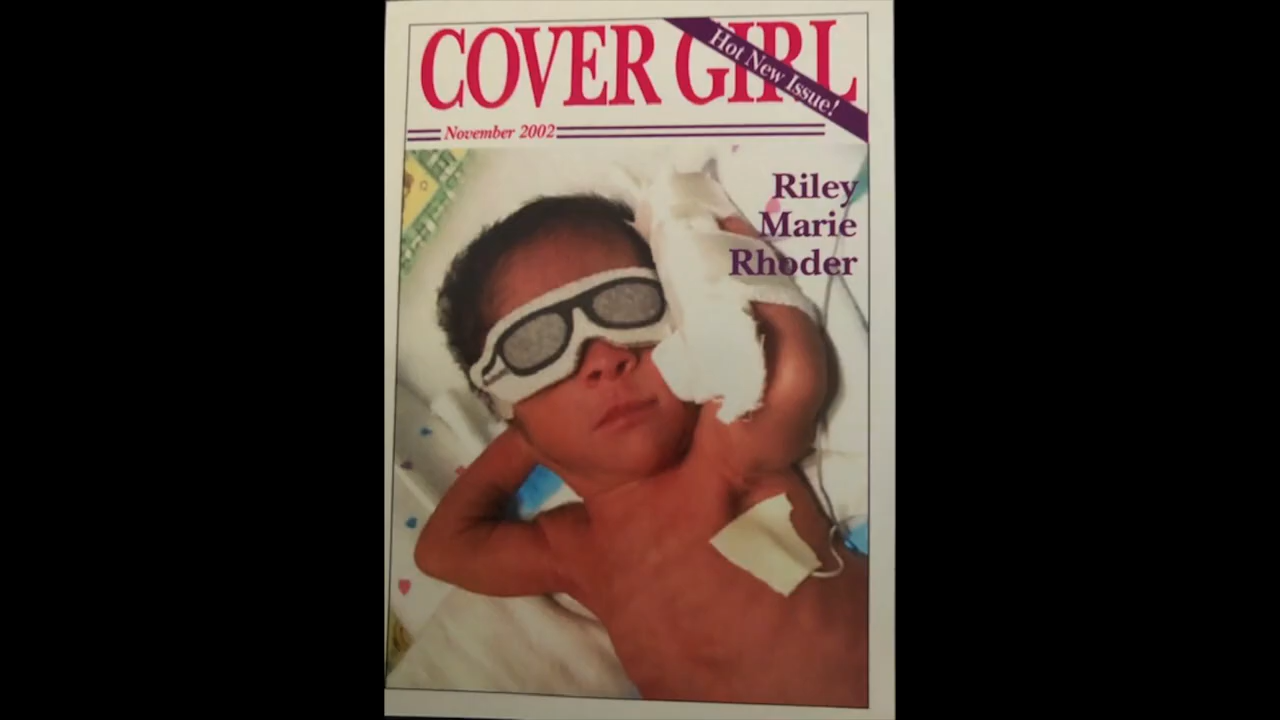 COVER GIRL
Hot New Issue!
November 2002
Riley
Marie
Rhoder